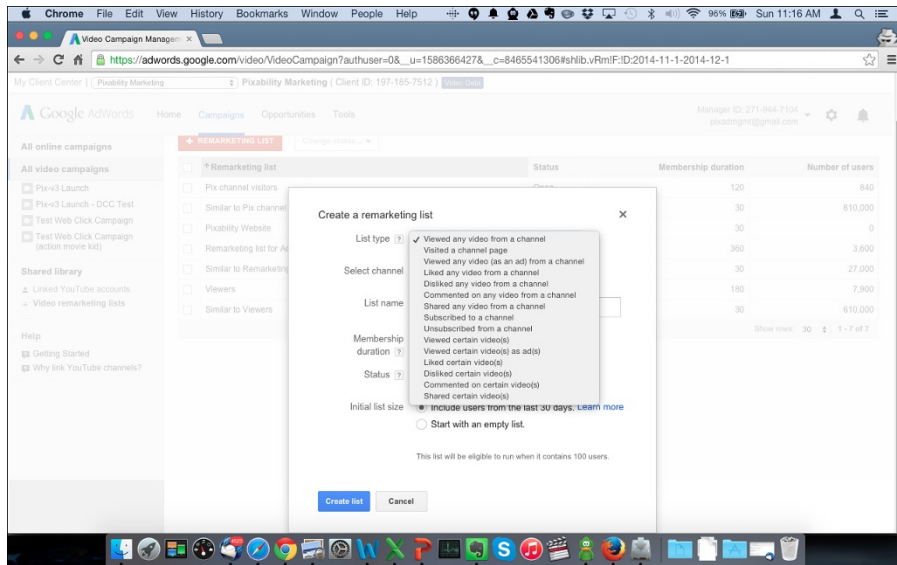 Chrome File Edit View History Bookmarks Window People Help 96% Sun 11:16 AM
Video Campaign Managem ×
https://adwords.google.com/video/VideoCampaign?authuser=0&__u=1586366427&__c=8465541306#shlib.vRm!F:!D:2014-11-1-2014-12-1
My Client Center | Pixability Marketing | Pixability Marketing ( Client ID: 197-185-7512 ) Video Beta
Google AdWords Home Campaigns Opportunities Tools
Manager ID: 271-944-7104
pixadmgmt@gmail.com
All online campaigns
+ REMARKETING LIST Change status...
All video campaigns
Remarketing list Status Membership duration Number of users
Pix-v3 Launch
Pix channel visitors Open 120 840
Pix-v3 Launch - DCC Test
Similar to Pix channel 30 610,000
Test Web Click Campaign
Pixability Website 30 0
Test Web Click Campaign
(action movie kid)
Remarketing list for Ad 360 3,600
Shared library
Similar to Remarketing 30 27,000
Linked YouTube accounts
Viewers 180 7,900
Video remarketing lists
Similar to Viewers 30 610,000
Show rows: 30 1 - 7 of 7
Help
Getting Started
Why link YouTube channels?
Create a remarketing list ×
List type ? ✓ Viewed any video from a channel
Visited a channel page
Viewed any video (as an ad) from a channel
Select channel
Liked any video from a channel
Disliked any video from a channel
Commented on any video from a channel
List name
Shared any video from a channel
Subscribed to a channel
Unsubscribed from a channel
Membership
duration ?
Viewed certain video(s)
Viewed certain video(s) as ad(s)
Liked certain video(s)
Status ?
Disliked certain video(s)
Commented on certain video(s)
Shared certain video(s)
Initial list size Include users from the last 30 days. Learn more
Start with an empty list.
This list will be eligible to run when it contains 100 users.
Create list Cancel